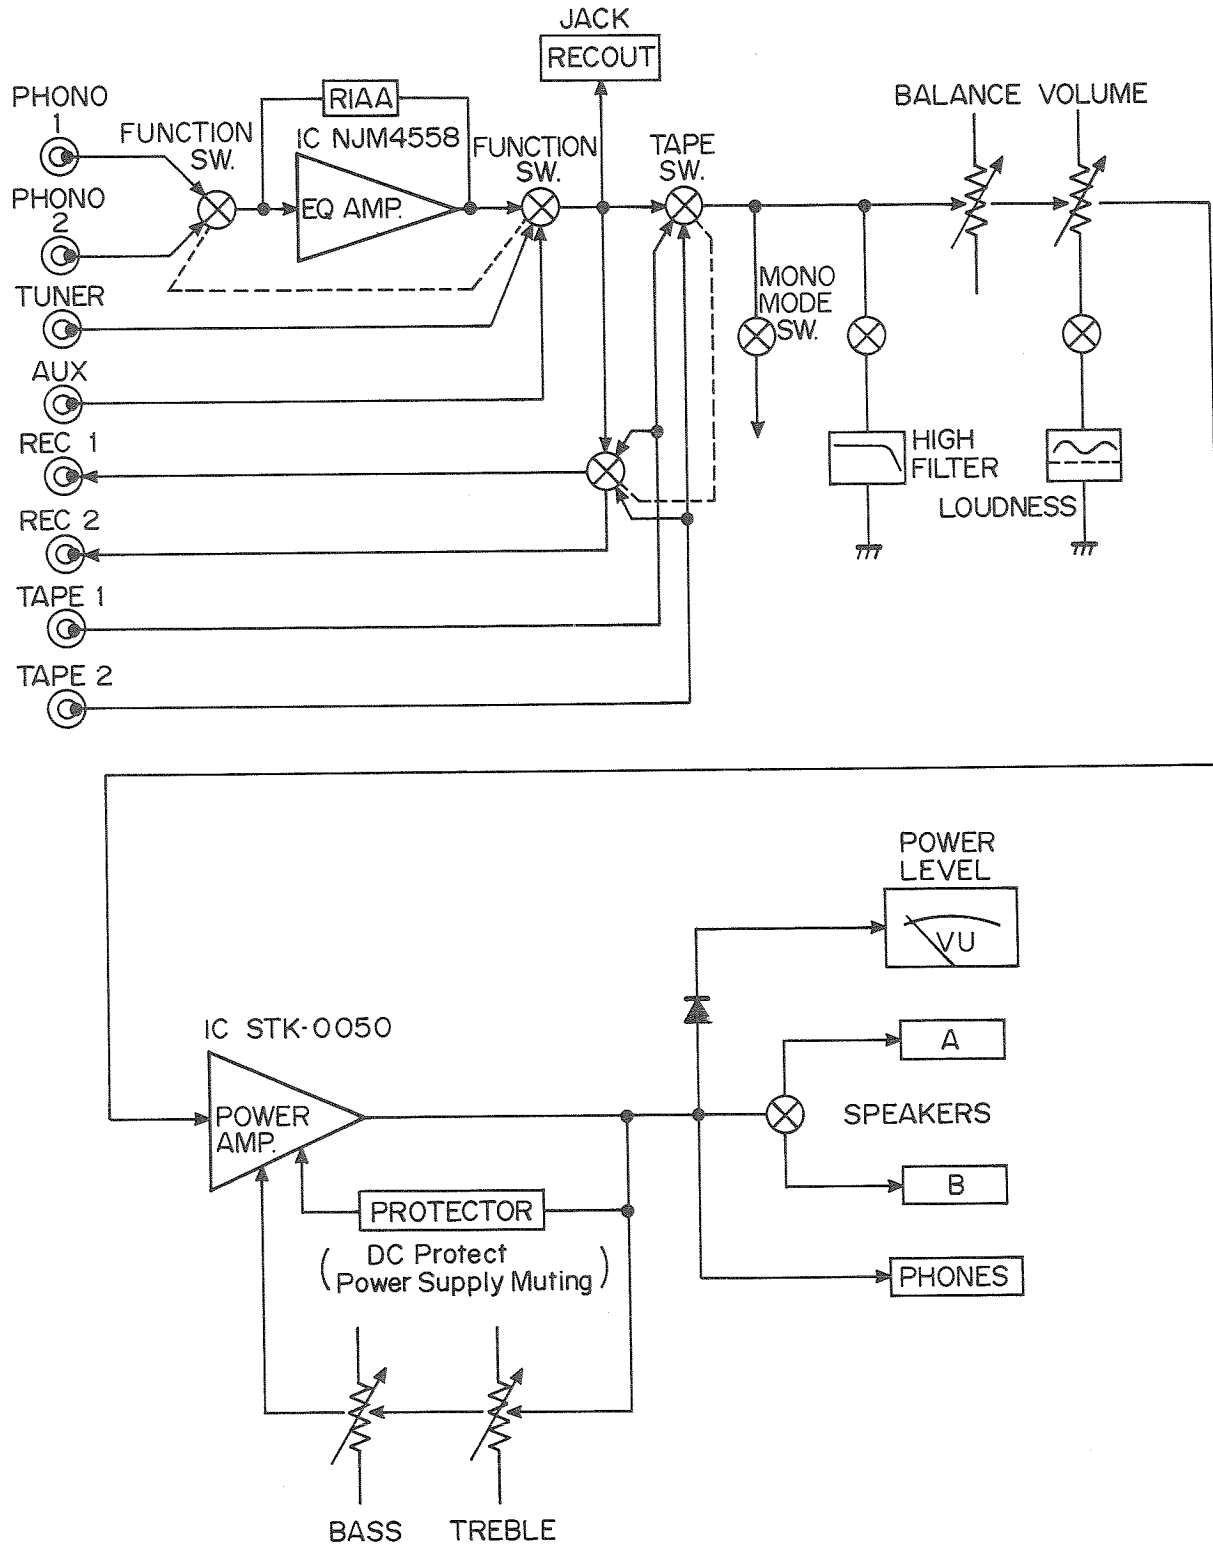 JACK
RECOUT
PHONO
1
FUNCTION
SW.
RIAA
IC NJM4558
EQ AMP.
FUNCTION
SW.
TAPE
SW.
BALANCE VOLUME
PHONO
2
TUNER
MONO
MODE
SW.
AUX
REC 1
HIGH
FILTER
LOUDNESS
REC 2
TAPE 1
TAPE 2
POWER
LEVEL
VU
IC STK-0050
POWER
AMP.
A
SPEAKERS
B
PROTECTOR
(DC Protect
Power Supply Muting)
PHONES
BASS TREBLE